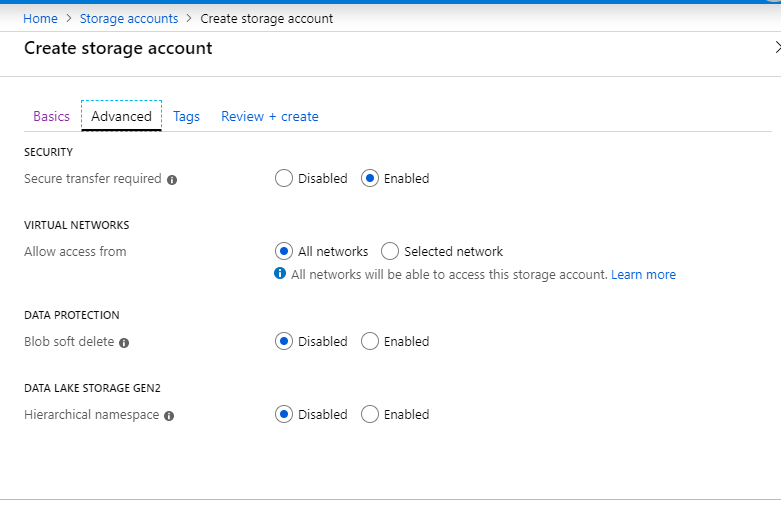 Home > Storage accounts > Create storage account
Create storage account
Basics Advanced Tags Review + create
SECURITY
Secure transfer required Disabled Enabled
VIRTUAL NETWORKS
Allow access from All networks Selected network
All networks will be able to access this storage account. Learn more
DATA PROTECTION
Blob soft delete Disabled Enabled
DATA LAKE STORAGE GEN2
Hierarchical namespace Disabled Enabled